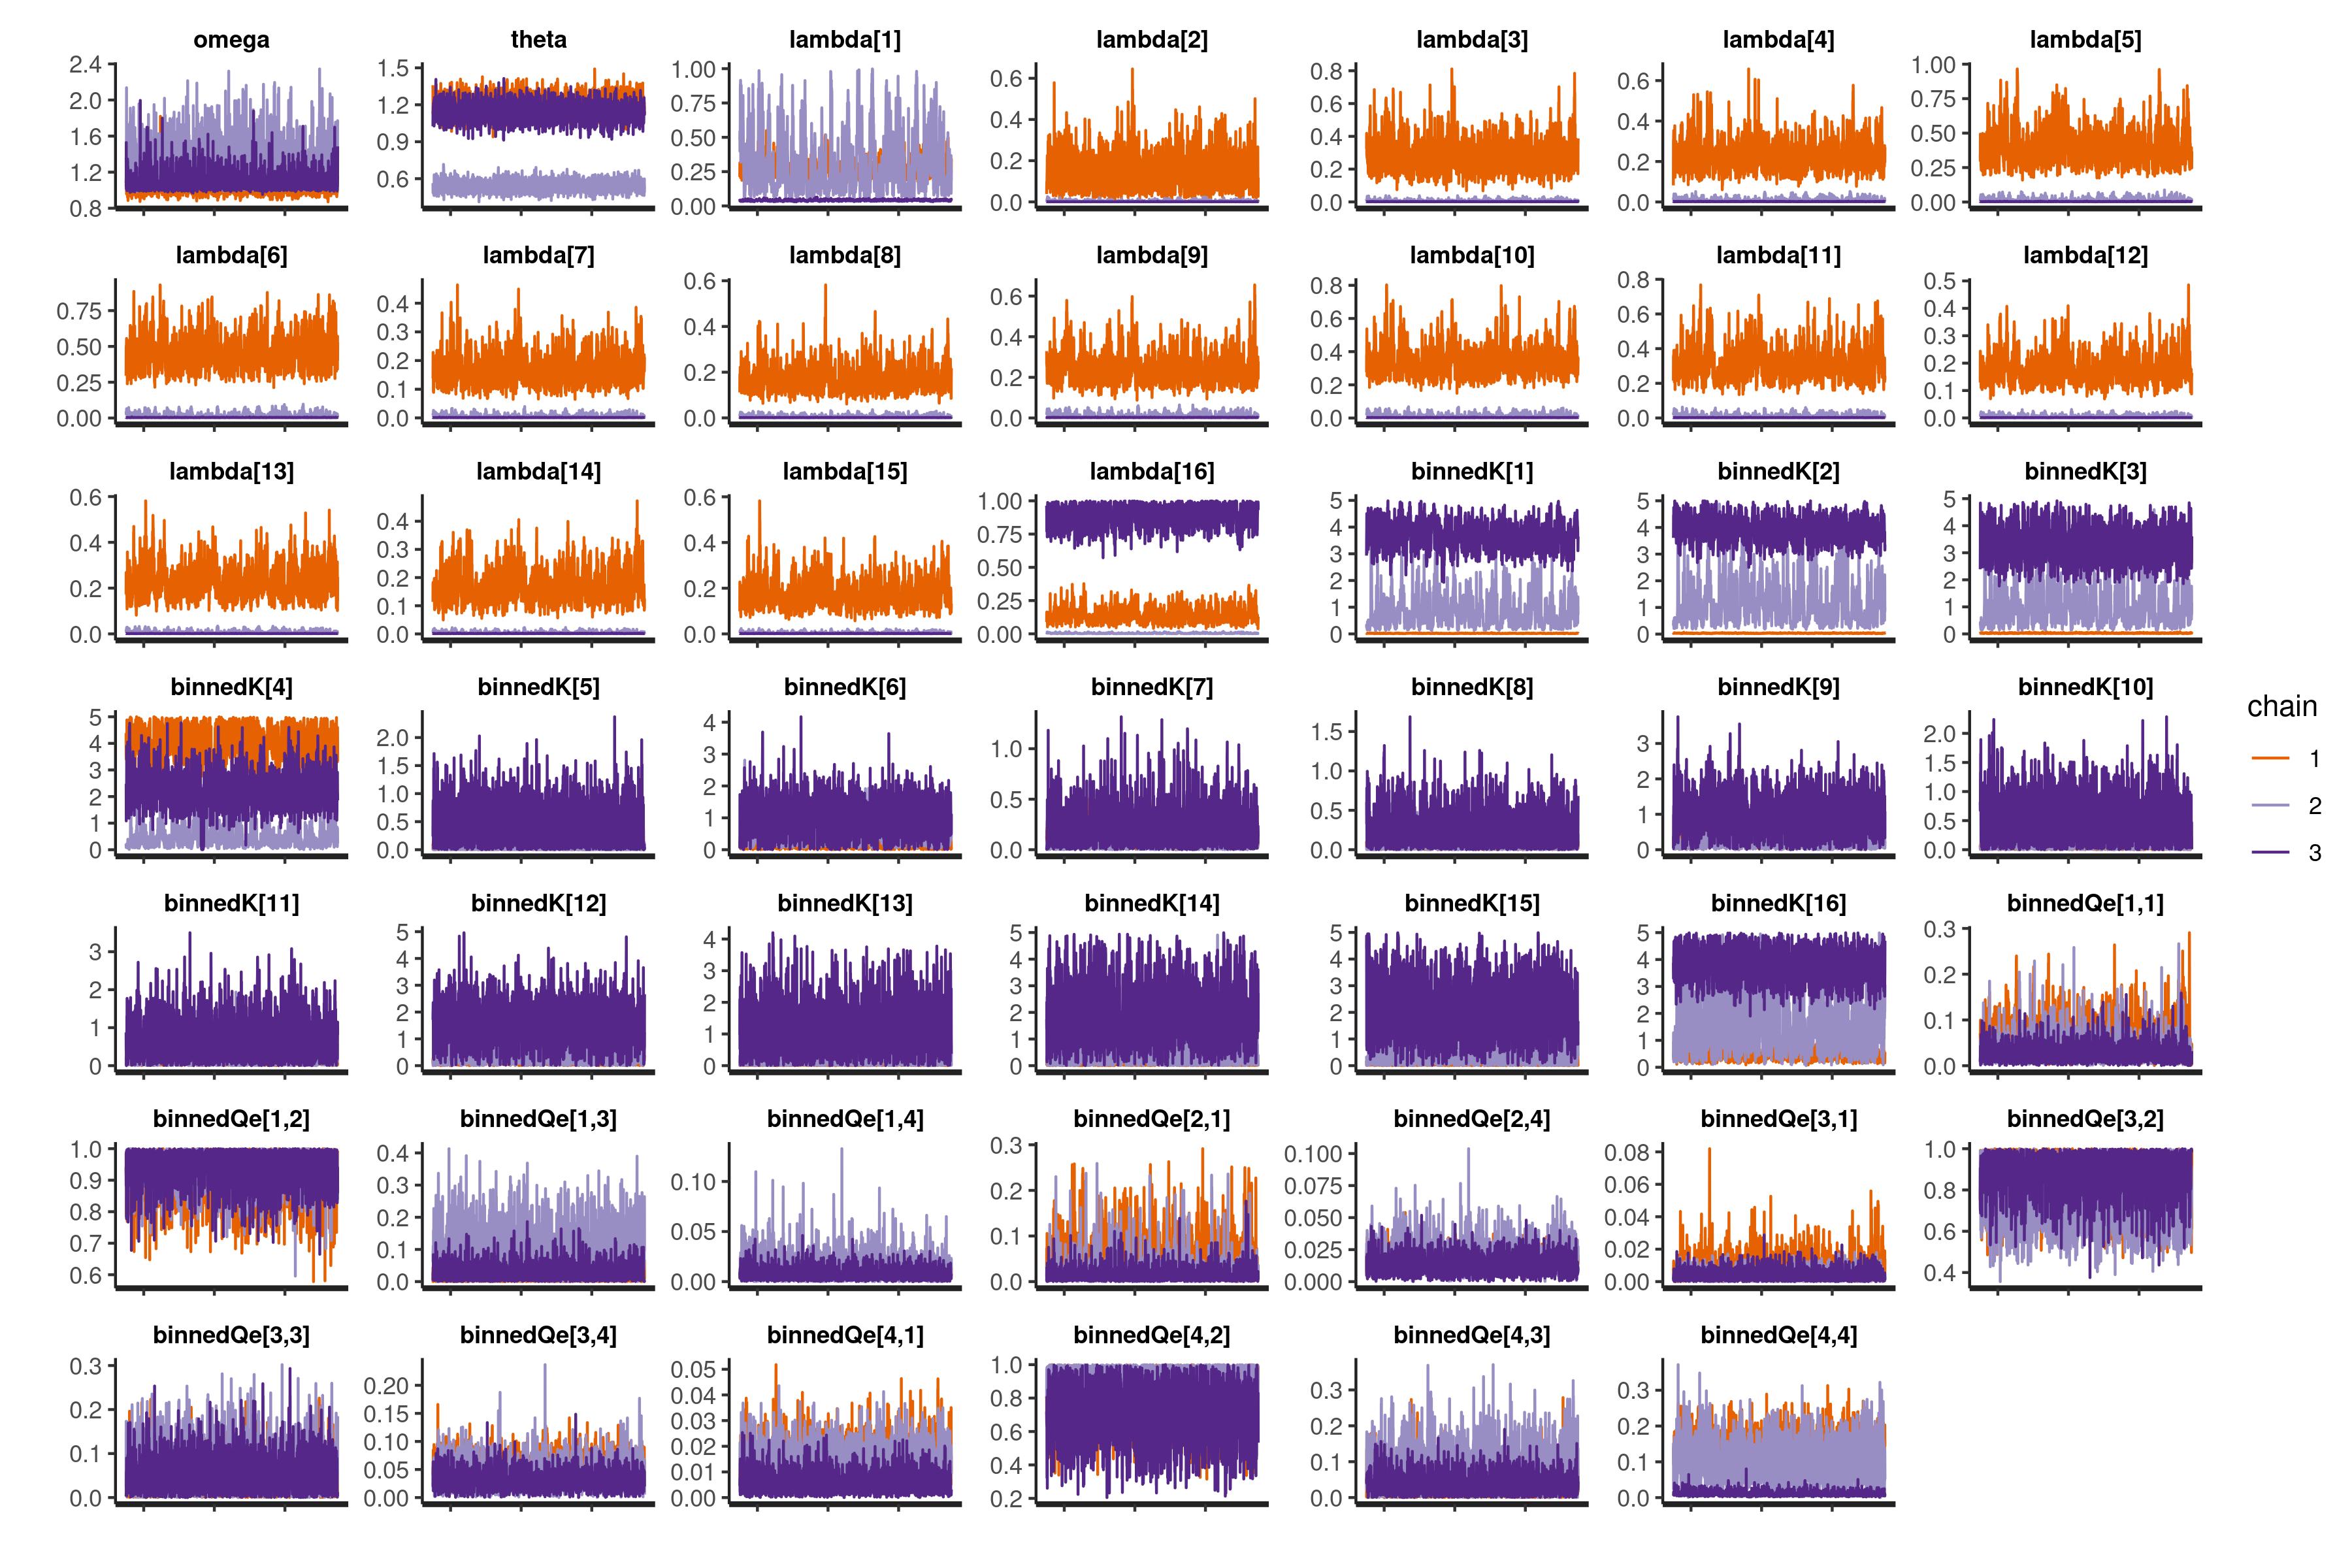 omega theta lambda[1] lambda[2] lambda[3] lambda[4] lambda[5]
2.4 2.0 1.6 1.2 0.8
1.5 1.2 0.9 0.6
1.00 0.75 0.50 0.25 0.00
0.6 0.4 0.2 0.0
0.8 0.6 0.4 0.2 0.0
0.6 0.4 0.2 0.0
1.00 0.75 0.50 0.25 0.00
lambda[6] lambda[7] lambda[8] lambda[9] lambda[10] lambda[11] lambda[12]
0.75 0.50 0.25 0.00
0.4 0.3 0.2 0.1 0.0
0.6 0.4 0.2 0.0
0.6 0.4 0.2 0.0
0.8 0.6 0.4 0.2 0.0
0.8 0.6 0.4 0.2 0.0
0.5 0.4 0.3 0.2 0.1 0.0
lambda[13] lambda[14] lambda[15] lambda[16] binnedK[1] binnedK[2] binnedK[3]
0.6 0.4 0.2 0.0
0.4 0.3 0.2 0.1 0.0
0.6 0.4 0.2 0.0
1.00 0.75 0.50 0.25 0.00
5 4 3 2 1 0
5 4 3 2 1 0
5 4 3 2 1 0
binnedK[4] binnedK[5] binnedK[6] binnedK[7] binnedK[8] binnedK[9] binnedK[10]
5 4 3 2 1 0
2.0 1.5 1.0 0.5 0.0
4 3 2 1 0
1.0 0.5 0.0
1.5 1.0 0.5 0.0
3 2 1 0
2.0 1.5 1.0 0.5 0.0
chain
1
2
3
binnedK[11] binnedK[12] binnedK[13] binnedK[14] binnedK[15] binnedK[16] binnedQe[1,1]
3 2 1 0
5 4 3 2 1 0
4 3 2 1 0
5 4 3 2 1 0
5 4 3 2 1 0
5 4 3 2 1 0
0.3 0.2 0.1 0.0
binnedQe[1,2] binnedQe[1,3] binnedQe[1,4] binnedQe[2,1] binnedQe[2,4] binnedQe[3,1] binnedQe[3,2]
1.0 0.9 0.8 0.7 0.6
0.4 0.3 0.2 0.1 0.0
0.10 0.05 0.00
0.3 0.2 0.1 0.0
0.100 0.075 0.050 0.025 0.000
0.08 0.06 0.04 0.02 0.00
1.0 0.8 0.6 0.4
binnedQe[3,3] binnedQe[3,4] binnedQe[4,1] binnedQe[4,2] binnedQe[4,3] binnedQe[4,4]
0.3 0.2 0.1 0.0
0.20 0.15 0.10 0.05 0.00
0.05 0.04 0.03 0.02 0.01 0.00
1.0 0.8 0.6 0.4 0.2
0.3 0.2 0.1 0.0
0.3 0.2 0.1 0.0